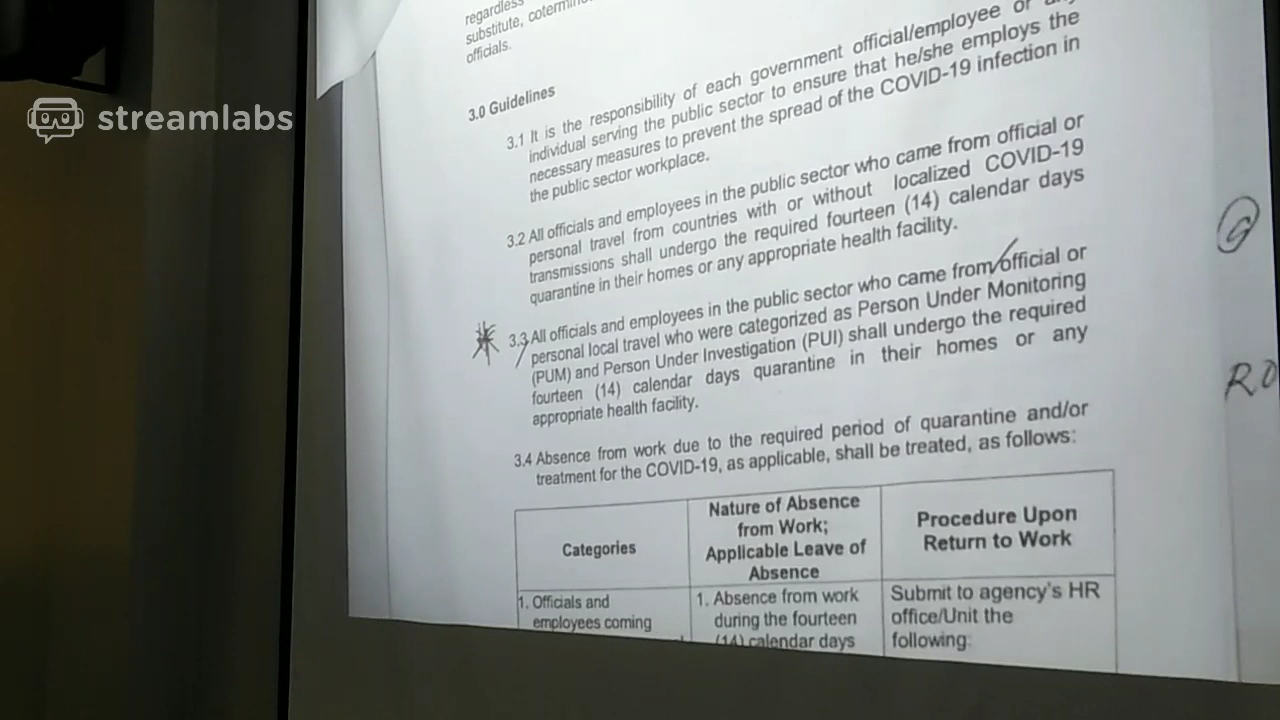 streamlabs
regardless
substitute,
officials.
3.0 Guidelines
3.1 It is the responsibility of each government official/employee or any
individual serving the public sector to ensure that he/she employs the
necessary measures to prevent the spread of the COVID-19 infection in
the public sector workplace.
3.2 All officials and employees in the public sector who came from official or
personal travel from countries with or without localized COVID-19
transmissions shall undergo the required fourteen (14) calendar days
quarantine in their homes or any appropriate health facility.
3.3 All officials and employees in the public sector who came from official or
personal local travel who were categorized as Person Under Monitoring
(PUM) and Person Under Investigation (PUI) shall undergo the required
fourteen (14) calendar days quarantine in their homes or any
appropriate health facility.
3.4 Absence from work due to the required period of quarantine and/or
treatment for the COVID-19, as applicable, shall be treated, as follows:
Categories
Nature of Absence
from Work;
Applicable Leave of
Absence
Procedure Upon
Return to Work
1. Officials and
employees coming
1. Absence from work
during the fourteen
(14) calendar days
Submit to agency's HR
office/Unit the
following: